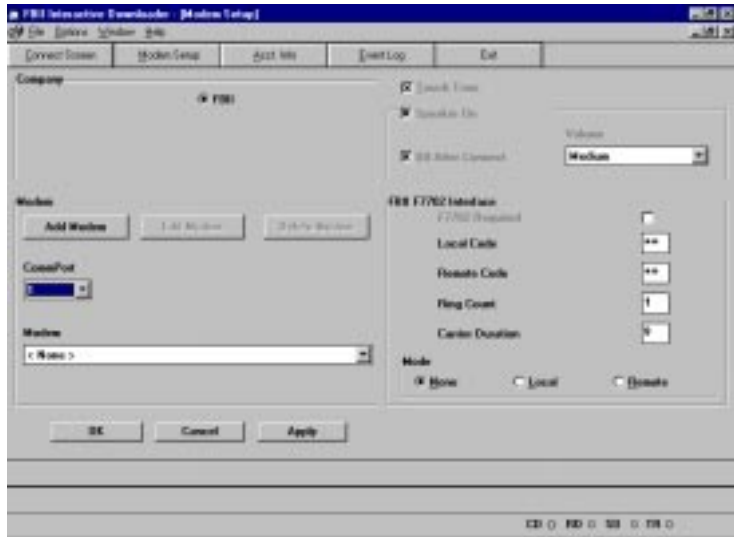 FBII Interactive Downloader - [Modem Setup]
File Options Window Help
Connect Screen Modem Setup Acct Info Event Log Exit
Company
FBII
Touch Tone
Speaker On
Off After Connect
Volume
Medium
Modem
Add Modem Edit Modem Delete Modem
CommPort
Modem
< None >
FBII F7702 Interface
F7702 Required
Local Code **
Remote Code **
Ring Count 1
Carrier Duration
Mode
None Local Remote
OK Cancel Apply
CD RD SD TR